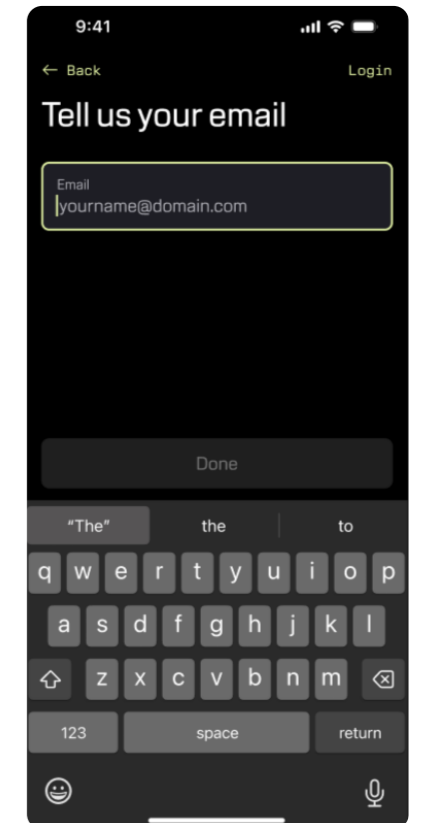 9:41
← Back
Login
Tell us your email
Email
yourname@domain.com
Done
“The”
the
to
q w e r t y u i o p
a s d f g h j k l
z x c v b n m
123
space
return